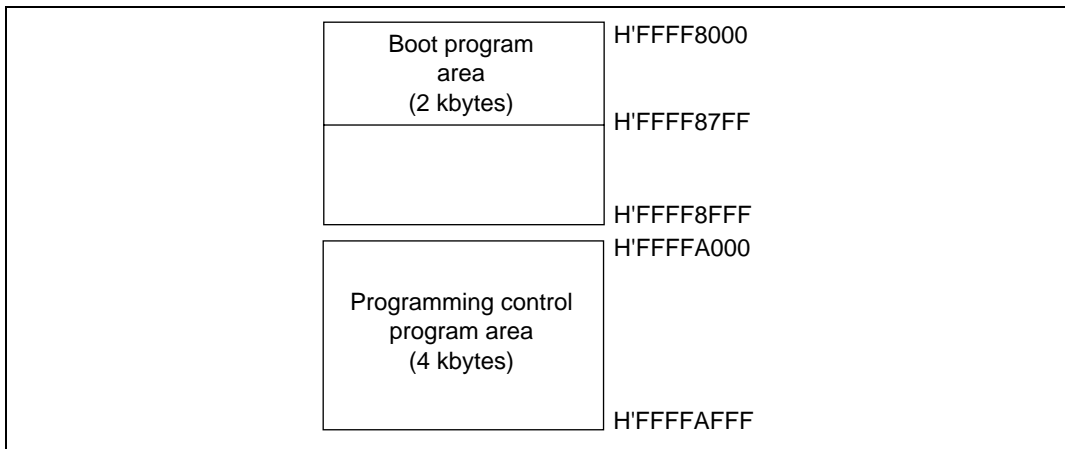 Boot program
area
(2 kbytes)
H'FFFF8000
H'FFFF87FF
H'FFFF8FFF
H'FFFFA000
Programming control
program area
(4 kbytes)
H'FFFFAFFF